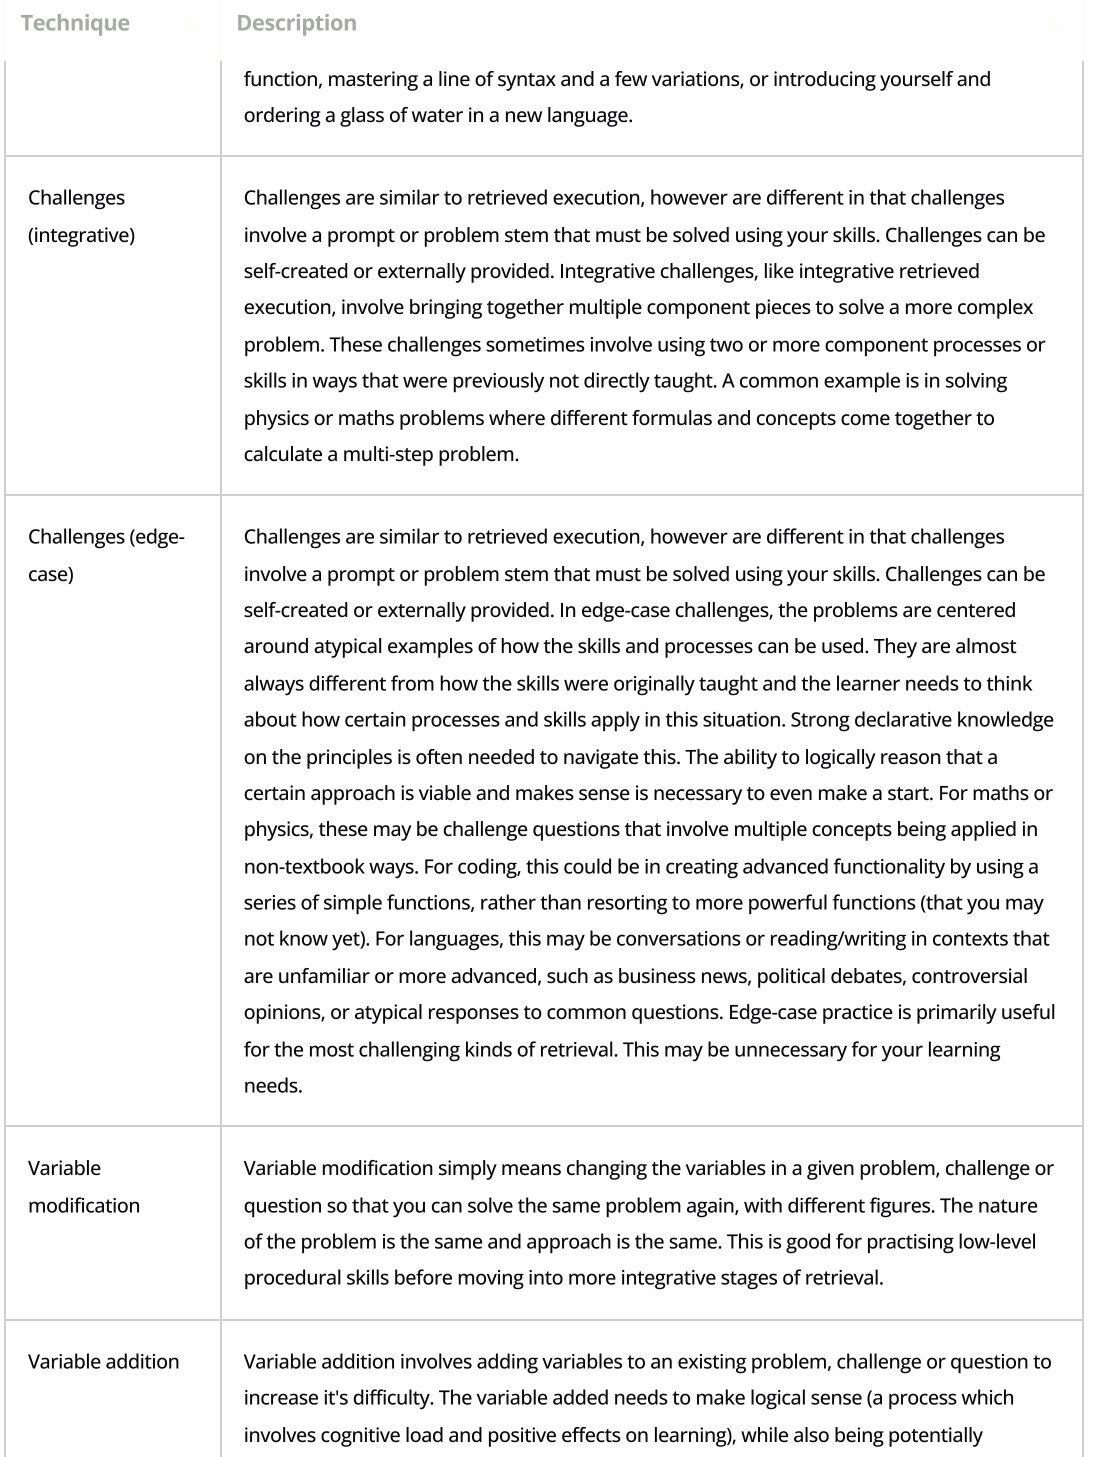 Technique Description
function, mastering a line of syntax and a few variations, or introducing yourself and
ordering a glass of water in a new language.
Challenges
(integrative)
Challenges are similar to retrieved execution, however are different in that challenges
involve a prompt or problem stem that must be solved using your skills. Challenges can be
self-created or externally provided. Integrative challenges, like integrative retrieved
execution, involve bringing together multiple component pieces to solve a more complex
problem. These challenges sometimes involve using two or more component processes or
skills in ways that were previously not directly taught. A common example is in solving
physics or maths problems where different formulas and concepts come together to
calculate a multi-step problem.
Challenges (edge-
case)
Challenges are similar to retrieved execution, however are different in that challenges
involve a prompt or problem stem that must be solved using your skills. Challenges can be
self-created or externally provided. In edge-case challenges, the problems are centered
around atypical examples of how the skills and processes can be used. They are almost
always different from how the skills were originally taught and the learner needs to think
about how certain processes and skills apply in this situation. Strong declarative knowledge
on the principles is often needed to navigate this. The ability to logically reason that a
certain approach is viable and makes sense is necessary to even make a start. For maths or
physics, these may be challenge questions that involve multiple concepts being applied in
non-textbook ways. For coding, this could be in creating advanced functionality by using a
series of simple functions, rather than resorting to more powerful functions (that you may
not know yet). For languages, this may be conversations or reading/writing in contexts that
are unfamiliar or more advanced, such as business news, political debates, controversial
opinions, or atypical responses to common questions. Edge-case practice is primarily useful
for the most challenging kinds of retrieval. This may be unnecessary for your learning
needs.
Variable
modification
Variable modification simply means changing the variables in a given problem, challenge or
question so that you can solve the same problem again, with different figures. The nature
of the problem is the same and approach is the same. This is good for practising low-level
procedural skills before moving into more integrative stages of retrieval.
Variable addition
Variable addition involves adding variables to an existing problem, challenge or question to
increase it's difficulty. The variable added needs to make logical sense (a process which
involves cognitive load and positive effects on learning), while also being potentially